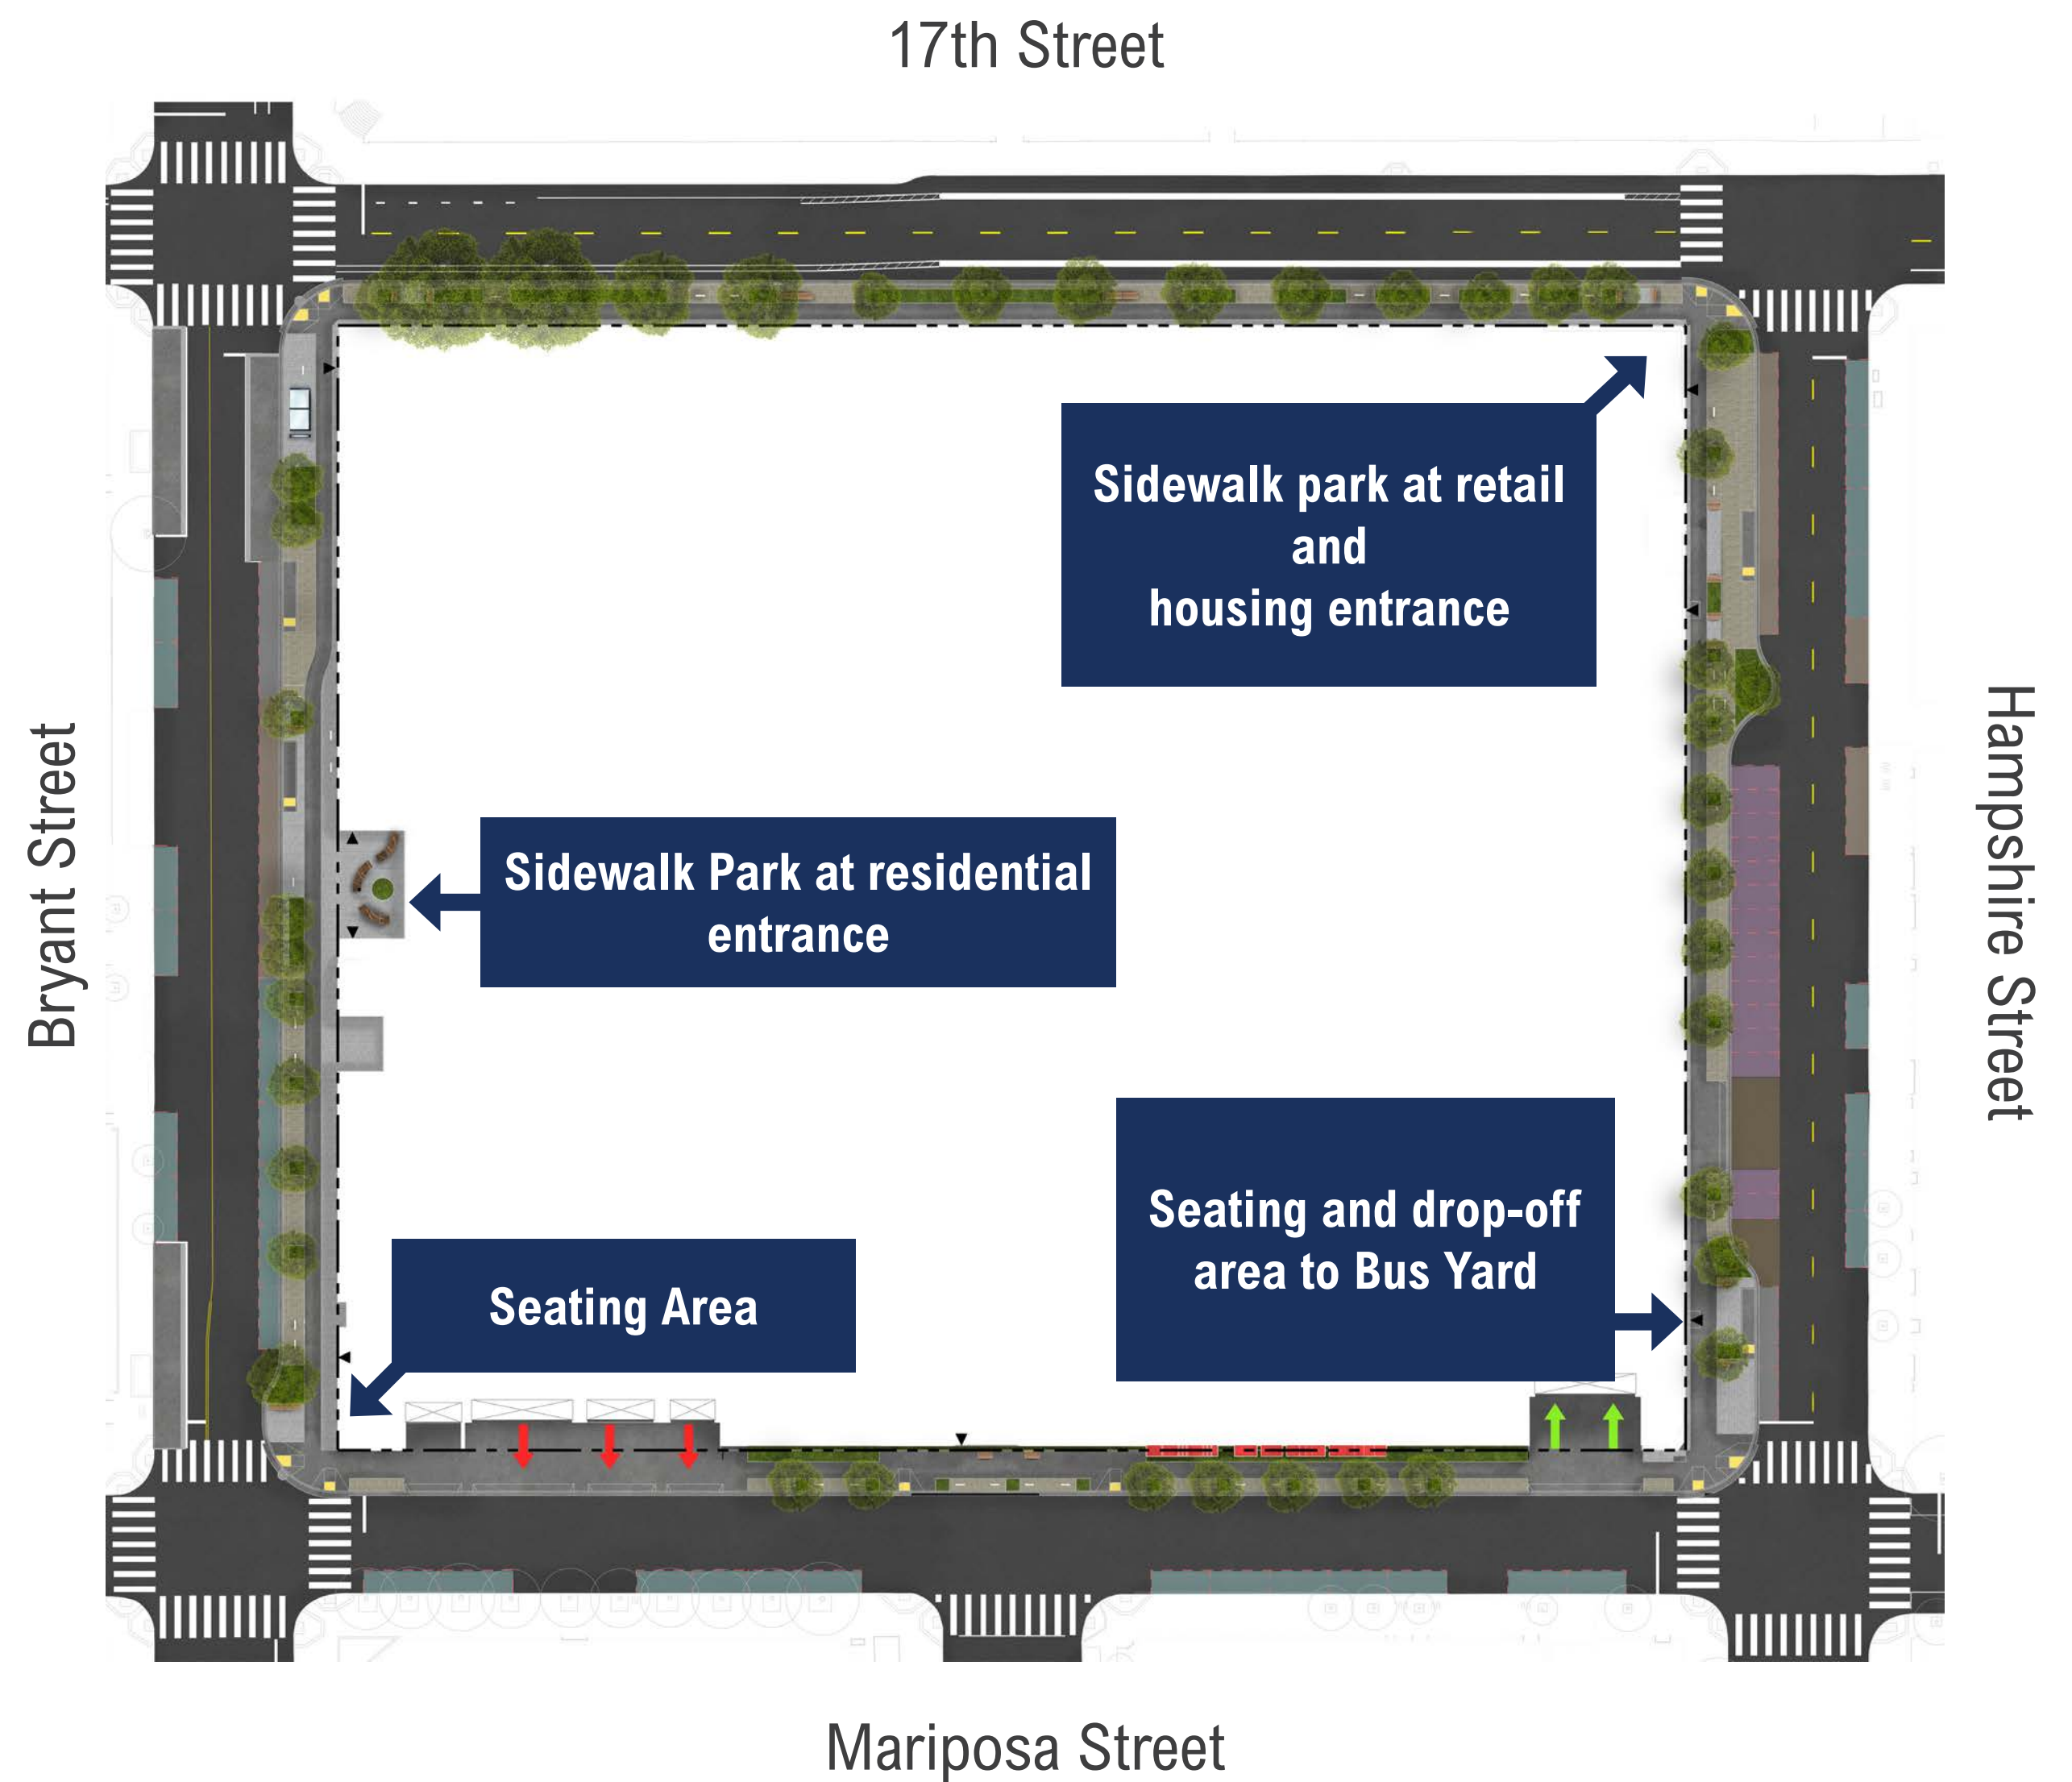 17th Street
Sidewalk park at retail
and
housing entrance
Bryant Street
Hampshire Street
Sidewalk Park at residential
entrance
Seating and drop-off
area to Bus Yard
Seating Area
Mariposa Street